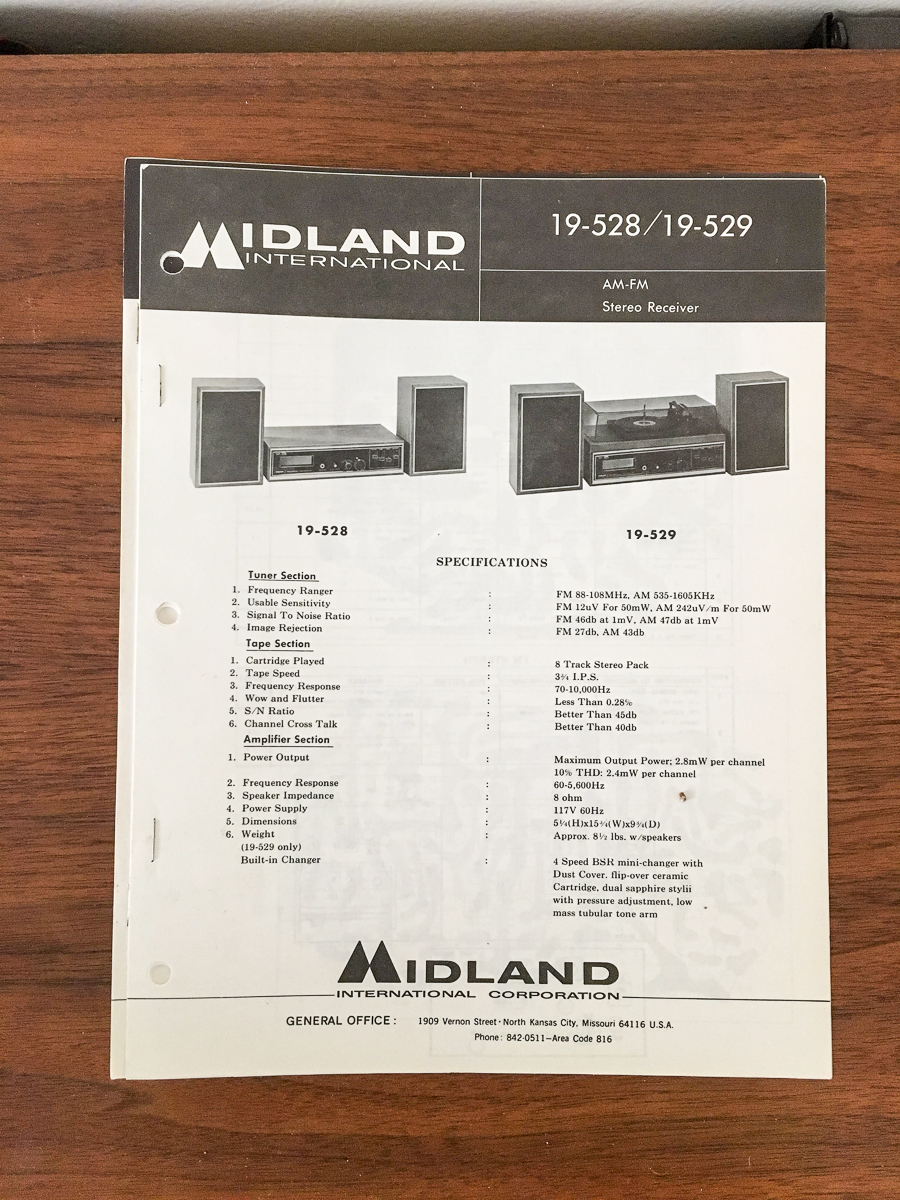 MIDLAND
INTERNATIONAL
19-528/19-529
AM-FM
Stereo Receiver
19-528
19-529
SPECIFICATIONS
Tuner Section
1. Frequency Ranger : FM 88-108MHz, AM 535-1605KHz
2. Usable Sensitivity : FM 12uV For 50mW, AM 242uV/m For 50mW
3. Signal To Noise Ratio : FM 46db at 1mV, AM 47db at 1mV
4. Image Rejection : FM 27db, AM 43db
Tape Section
1. Cartridge Played : 8 Track Stereo Pack
2. Tape Speed : 3¾ I.P.S.
3. Frequency Response : 70-10,000Hz
4. Wow and Flutter : Less Than 0.28%
5. S/N Ratio : Better Than 45db
6. Channel Cross Talk : Better Than 40db
Amplifier Section
1. Power Output : Maximum Output Power; 2.8mW per channel
10% THD: 2.4mW per channel
2. Frequency Response : 60-5,600Hz
3. Speaker Impedance : 8 ohm
4. Power Supply : 117V 60Hz
5. Dimensions : 5¼(H)x15¾(W)x9¾(D)
6. Weight : Approx. 8½ lbs. w/speakers
(19-529 only)
Built-in Changer : 4 Speed BSR mini-changer with
Dust Cover. flip-over ceramic
Cartridge, dual sapphire stylii
with pressure adjustment, low
mass tubular tone arm
MIDLAND
INTERNATIONAL CORPORATION
GENERAL OFFICE: 1909 Vernon Street · North Kansas City, Missouri 64116 U.S.A.
Phone: 842-0511—Area Code 816